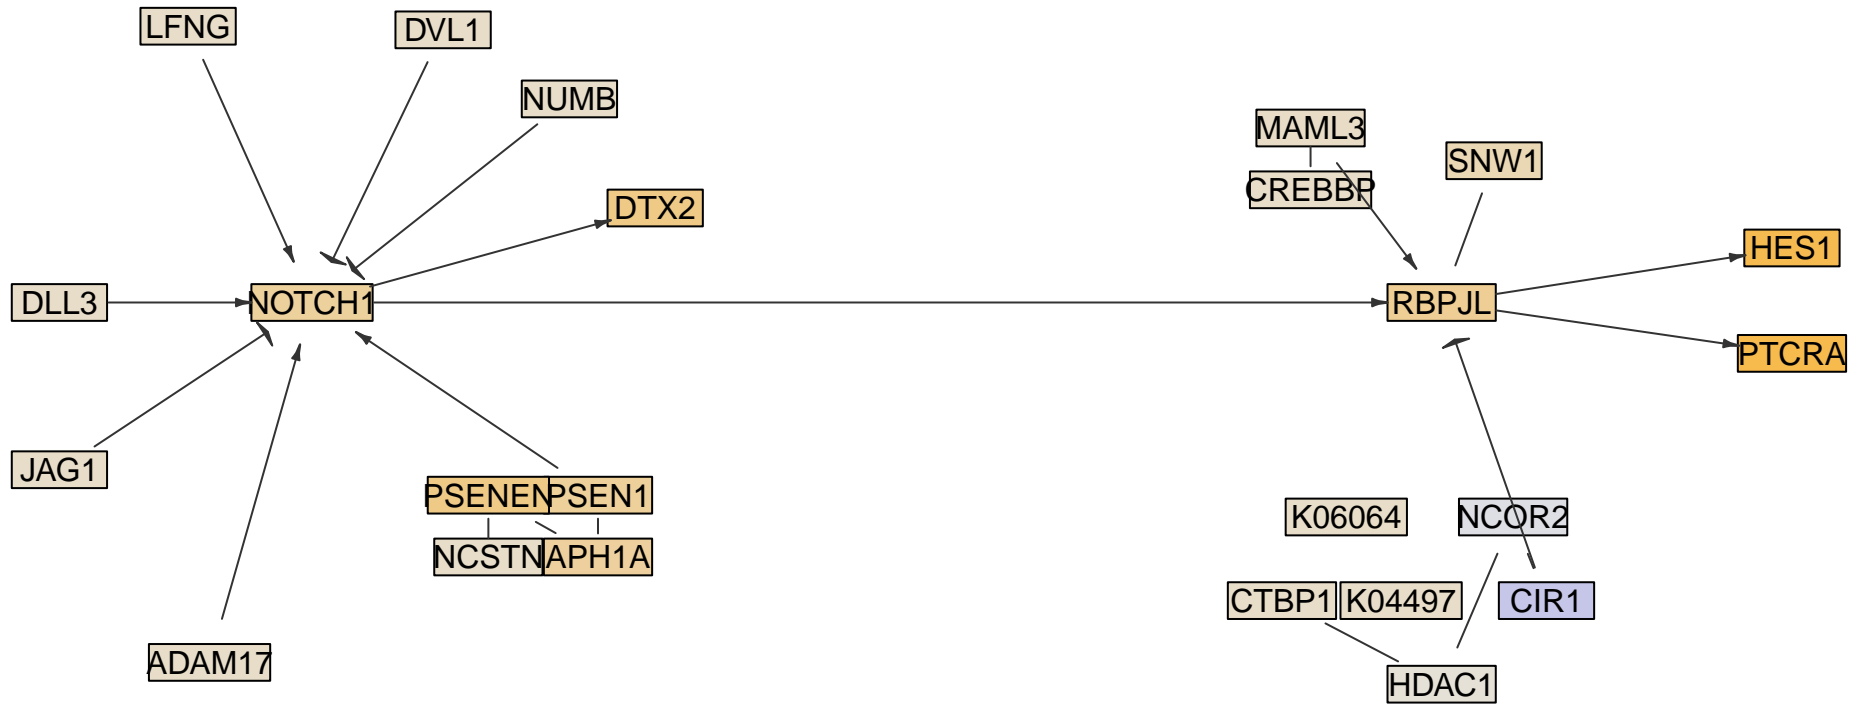 LFNG
DVL1
NUMB
MAML3
SNW1
CREBBP
DTX2
HES1
DLL3
NOTCH1
RBPJL
PTCRA
JAG1
PSENEN
PSEN1
K06064
NCOR2
NCSTN
APH1A
CTBP1
K04497
CIR1
ADAM17
HDAC1